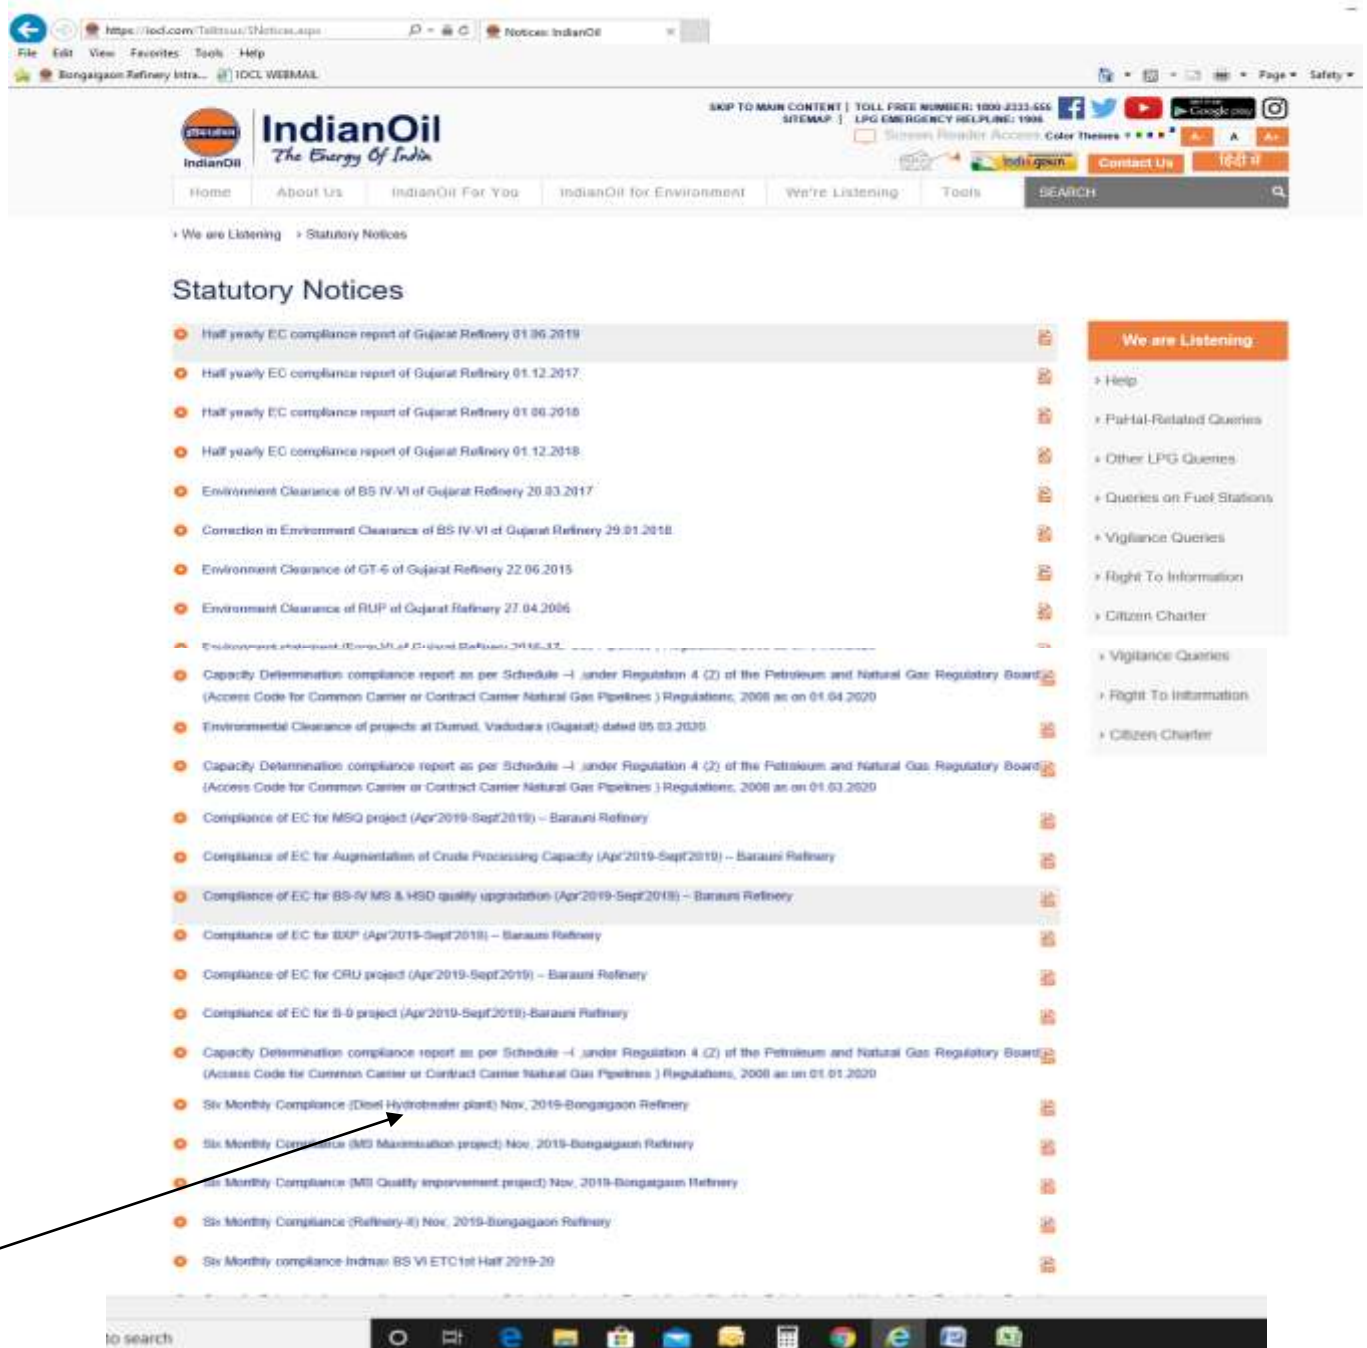 https://iocl.com/Talktous/SNotices.aspx
Notices: IndianOil
File Edit View Favorites Tools Help
Bongaigaon Refinery Intra... IOCL WEBMAIL
Page Safety
SKIP TO MAIN CONTENT | TOLL FREE NUMBER: 1800-2333-555
SITEMAP | LPG EMERGENCY HELPLINE: 1906
Google play
Screen Reader Access Color Themes A- A A+
IndianOil
IndianOil
The Energy Of India
india.gov.in Contact Us हिंदी में
Home About Us IndianOil For You IndianOil for Environment We're Listening Tools SEARCH
› We are Listening › Statutory Notices
Statutory Notices
Half yearly EC compliance report of Gujarat Refinery 01.06.2019
We are Listening
Half yearly EC compliance report of Gujarat Refinery 01.12.2017
› Help
Half yearly EC compliance report of Gujarat Refinery 01.06.2018
› PaHal-Related Queries
Half yearly EC compliance report of Gujarat Refinery 01.12.2018
› Other LPG Queries
Environment Clearance of BS IV-VI of Gujarat Refinery 20.03.2017
› Queries on Fuel Stations
Correction in Environment Clearance of BS IV-VI of Gujarat Refinery 29.01.2018
› Vigilance Queries
Environment Clearance of GT-6 of Gujarat Refinery 22.06.2015
› Right To Information
Environment Clearance of RUP of Gujarat Refinery 27.04.2006
› Citizen Charter
› Vigilance Queries
Capacity Determination compliance report as per Schedule –I ,under Regulation 4 (2) of the Petroleum and Natural Gas Regulatory Board
(Access Code for Common Carrier or Contract Carrier Natural Gas Pipelines ) Regulations, 2008 as on 01.04.2020
› Right To Information
Environmental Clearance of projects at Dumad, Vadodara (Gujarat) dated 05.03.2020
› Citizen Charter
Capacity Determination compliance report as per Schedule –I ,under Regulation 4 (2) of the Petroleum and Natural Gas Regulatory Board
(Access Code for Common Carrier or Contract Carrier Natural Gas Pipelines ) Regulations, 2008 as on 01.03.2020
Compliance of EC for MSQ project (Apr'2019-Sept'2019) – Barauni Refinery
Compliance of EC for Augmentation of Crude Processing Capacity (Apr'2019-Sept'2019) – Barauni Refinery
Compliance of EC for BS-IV MS & HSD quality upgradation (Apr'2019-Sept'2019) – Barauni Refinery
Compliance of EC for BXP (Apr'2019-Sept'2019) – Barauni Refinery
Compliance of EC for CRU project (Apr'2019-Sept'2019) – Barauni Refinery
Compliance of EC for B-9 project (Apr'2019-Sept'2019)-Barauni Refinery
Capacity Determination compliance report as per Schedule –I ,under Regulation 4 (2) of the Petroleum and Natural Gas Regulatory Board
(Access Code for Common Carrier or Contract Carrier Natural Gas Pipelines ) Regulations, 2008 as on 01.01.2020
Six Monthly Compliance (Disel Hydrotreater plant) Nov, 2019-Bongaigaon Refinery
Six Monthly Compliance (MS Maximisation project) Nov, 2019-Bongaigaon Refinery
Six Monthly Compliance (MS Quality imporvement project) Nov, 2019-Bongaigaon Refinery
Six Monthly Compliance (Refinery-II) Nov, 2019-Bongaigaon Refinery
Six Monthly compliance Indmax BS VI ETC1st Half 2019-20
to search